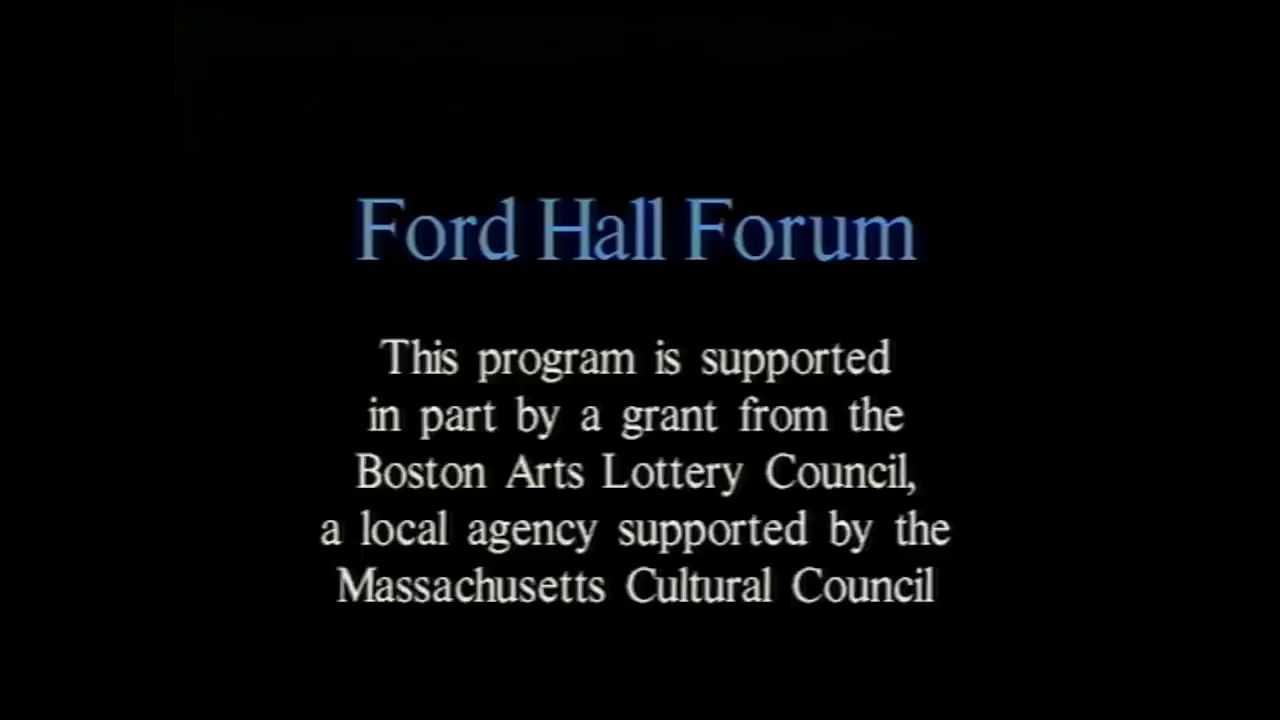 Ford Hall Forum
This program is supported
in part by a grant from the
Boston Arts Lottery Council,
a local agency supported by the
Massachusetts Cultural Council